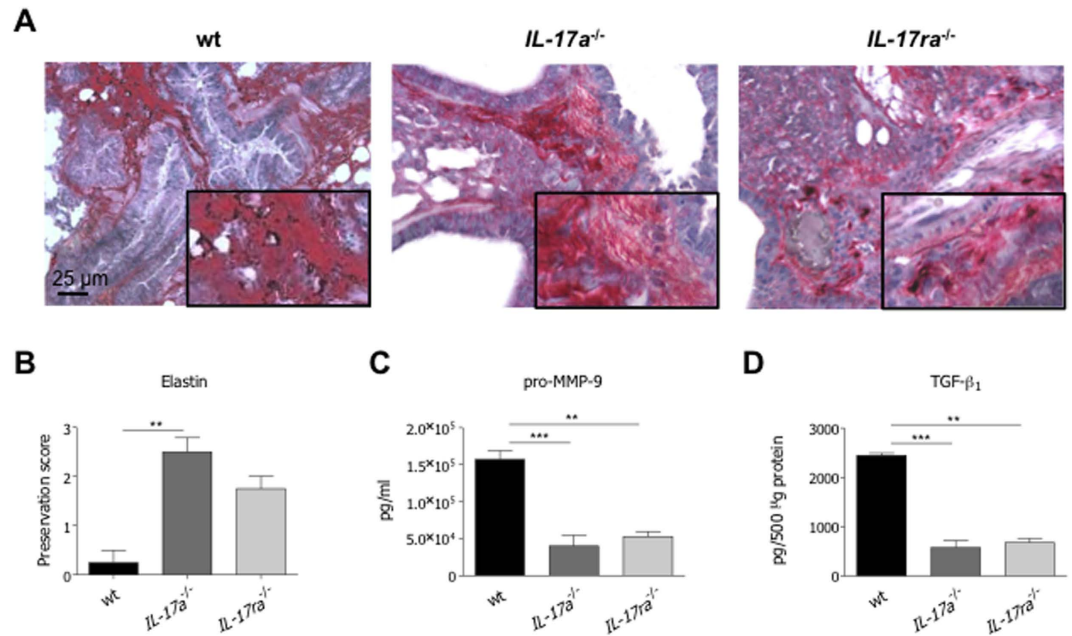 A
wt
IL-17a-/-
IL-17ra-/-
25 µm
B
Elastin
Preservation score
3
2
1
0
**
wt
IL-17a-/-
IL-17ra-/-
C
pro-MMP-9
pg/ml
2.0×10⁵
1.5×10⁵
1.0×10⁵
5.0×10⁴
0
**
***
wt
IL-17a-/-
IL-17ra-/-
D
TGF-β₁
pg/500 µg protein
3000
2000
1000
0
**
***
wt
IL-17a-/-
IL-17ra-/-